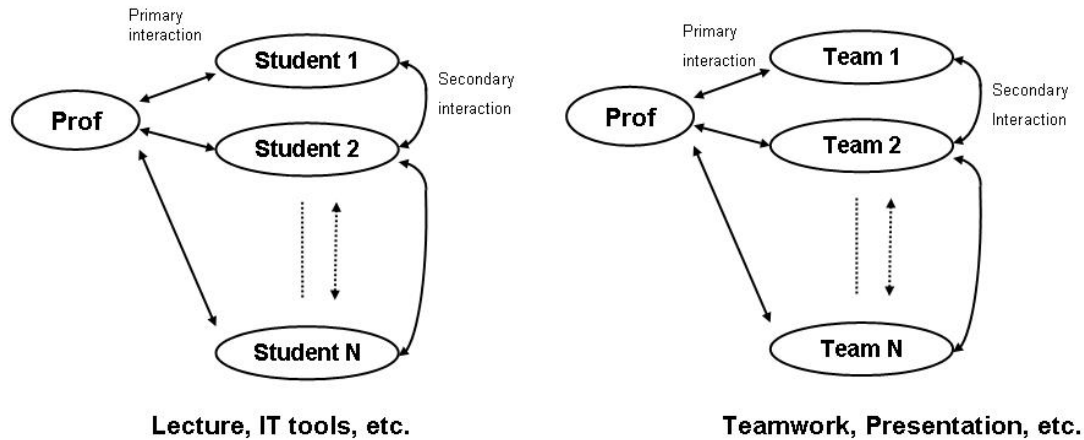 Primary
interaction
Student 1
Secondary
interaction
Prof
Student 2
Student N
Lecture, IT tools, etc.
Primary
interaction
Team 1
Secondary
Interaction
Prof
Team 2
Team N
Teamwork, Presentation, etc.